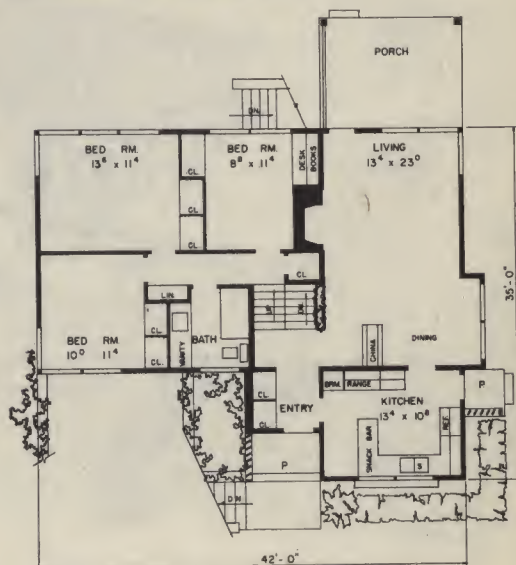 PORCH
DN.
BED RM.
13⁶ x 11⁴
BED RM.
8⁸ x 11⁴
DESK
BOOKS
LIVING
13⁴ x 23⁰
CL.
CL.
CL.
CL.
35'-0"
LIN.
UP
DN.
BED RM.
10⁰ 11⁴
CL.
CL.
VANITY
BATH
CHINA
DINING
BRM.
RANGE
P
CL.
CL.
ENTRY
KITCHEN
13⁴ x 10⁸
REF.
SNACK BAR
S
P
DN
42'-0"